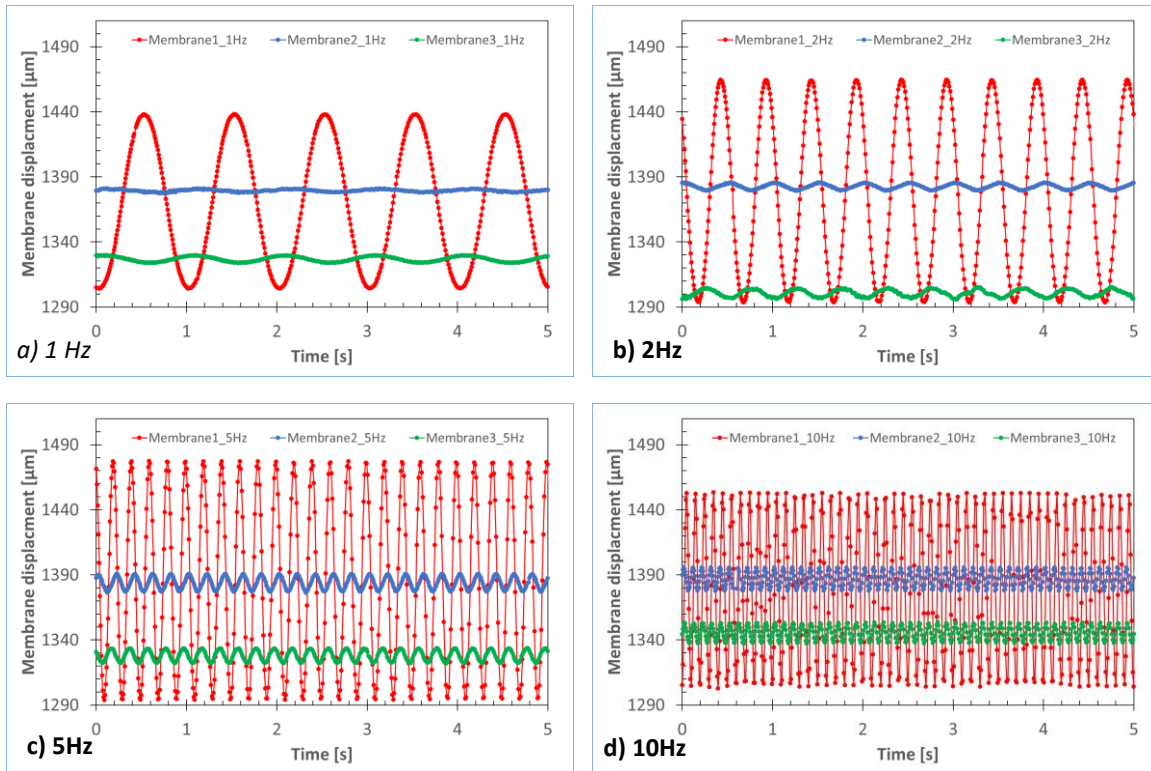 Membrane1_1Hz Membrane2_1Hz Membrane3_1Hz
Membrane displacment [µm]
1490
1440
1390
1340
1290
0 1 2 3 4 5
Time [s]
a) 1 Hz
Membrane1_2Hz Membrane2_2Hz Membrane3_2Hz
Membrane displacment [µm]
1490
1440
1390
1340
1290
0 1 2 3 4 5
Time [s]
b) 2Hz
Membrane1_5Hz Membrane2_5Hz Membrane3_5Hz
Membrane displacment [µm]
1490
1440
1390
1340
1290
0 1 2 3 4 5
Time [s]
c) 5Hz
Membrane1_10Hz Membrane2_10Hz Membrane3_10Hz
Membrane displacment [µm]
1490
1440
1390
1340
1290
0 1 2 3 4 5
Time [s]
d) 10Hz